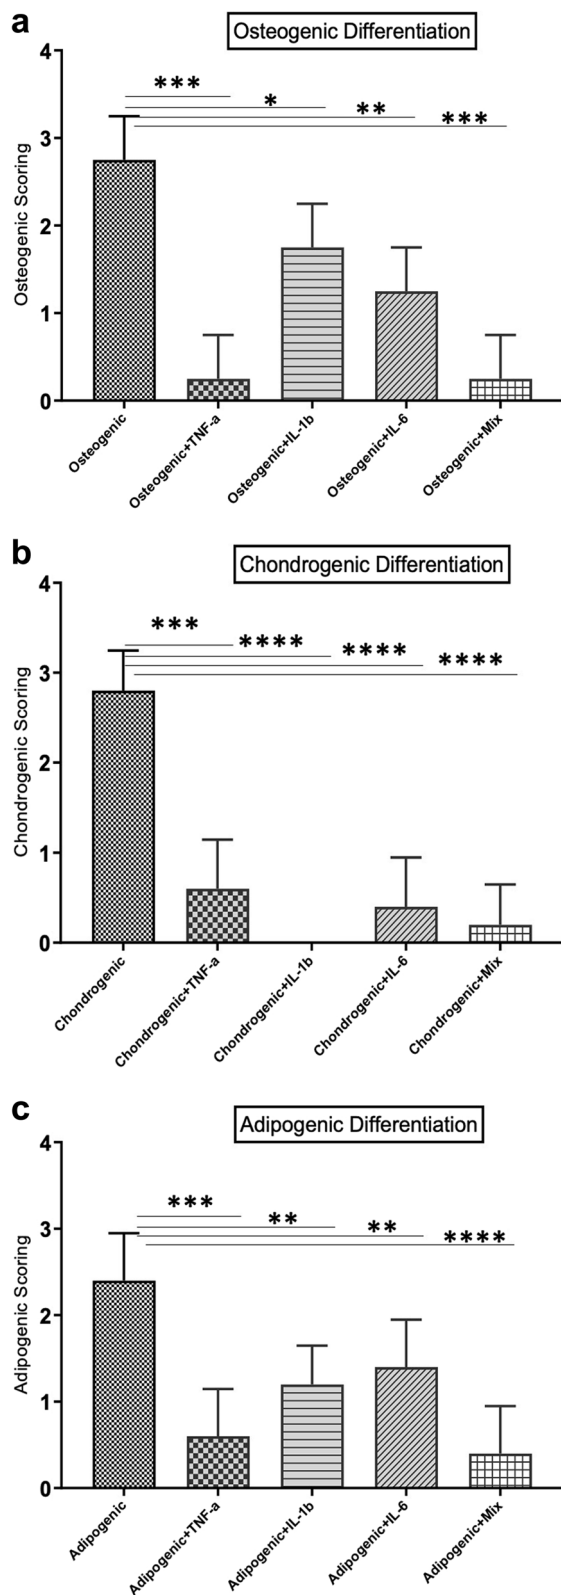 a
Osteogenic Differentiation
4
3
2
1
0
Osteogenic Scoring
***
*
**
***
Osteogenic
Osteogenic+TNF-a
Osteogenic+IL-1b
Osteogenic+IL-6
Osteogenic+Mix
b
Chondrogenic Differentiation
4
3
2
1
0
Chondrogenic Scoring
***
****
****
****
Chondrogenic
Chondrogenic+TNF-a
Chondrogenic+IL-1b
Chondrogenic+IL-6
Chondrogenic+Mix
c
Adipogenic Differentiation
4
3
2
1
0
Adipogenic Scoring
***
**
**
****
Adipogenic
Adipogenic+TNF-a
Adipogenic+IL-1b
Adipogenic+IL-6
Adipogenic+Mix